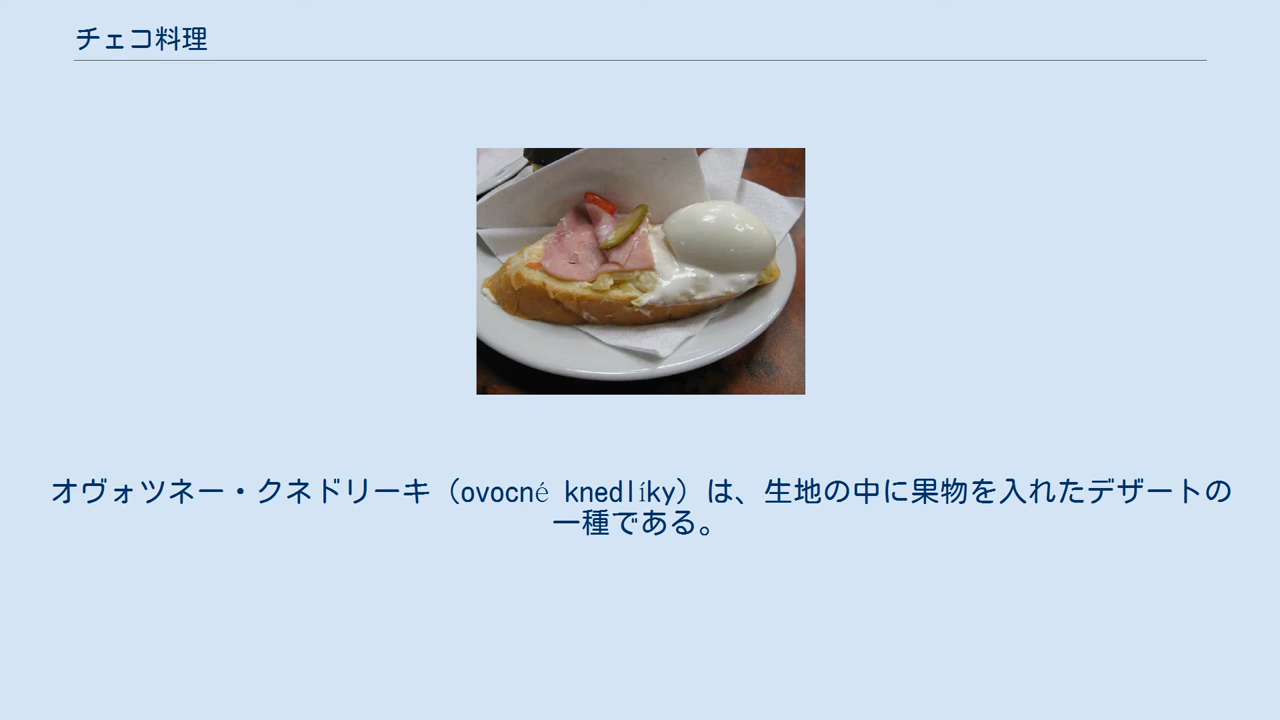 チェコ料理
オヴォツネー・クネドリーキ（ovocné knedlíky）は、生地の中に果物を入れたデザートの
一種である。